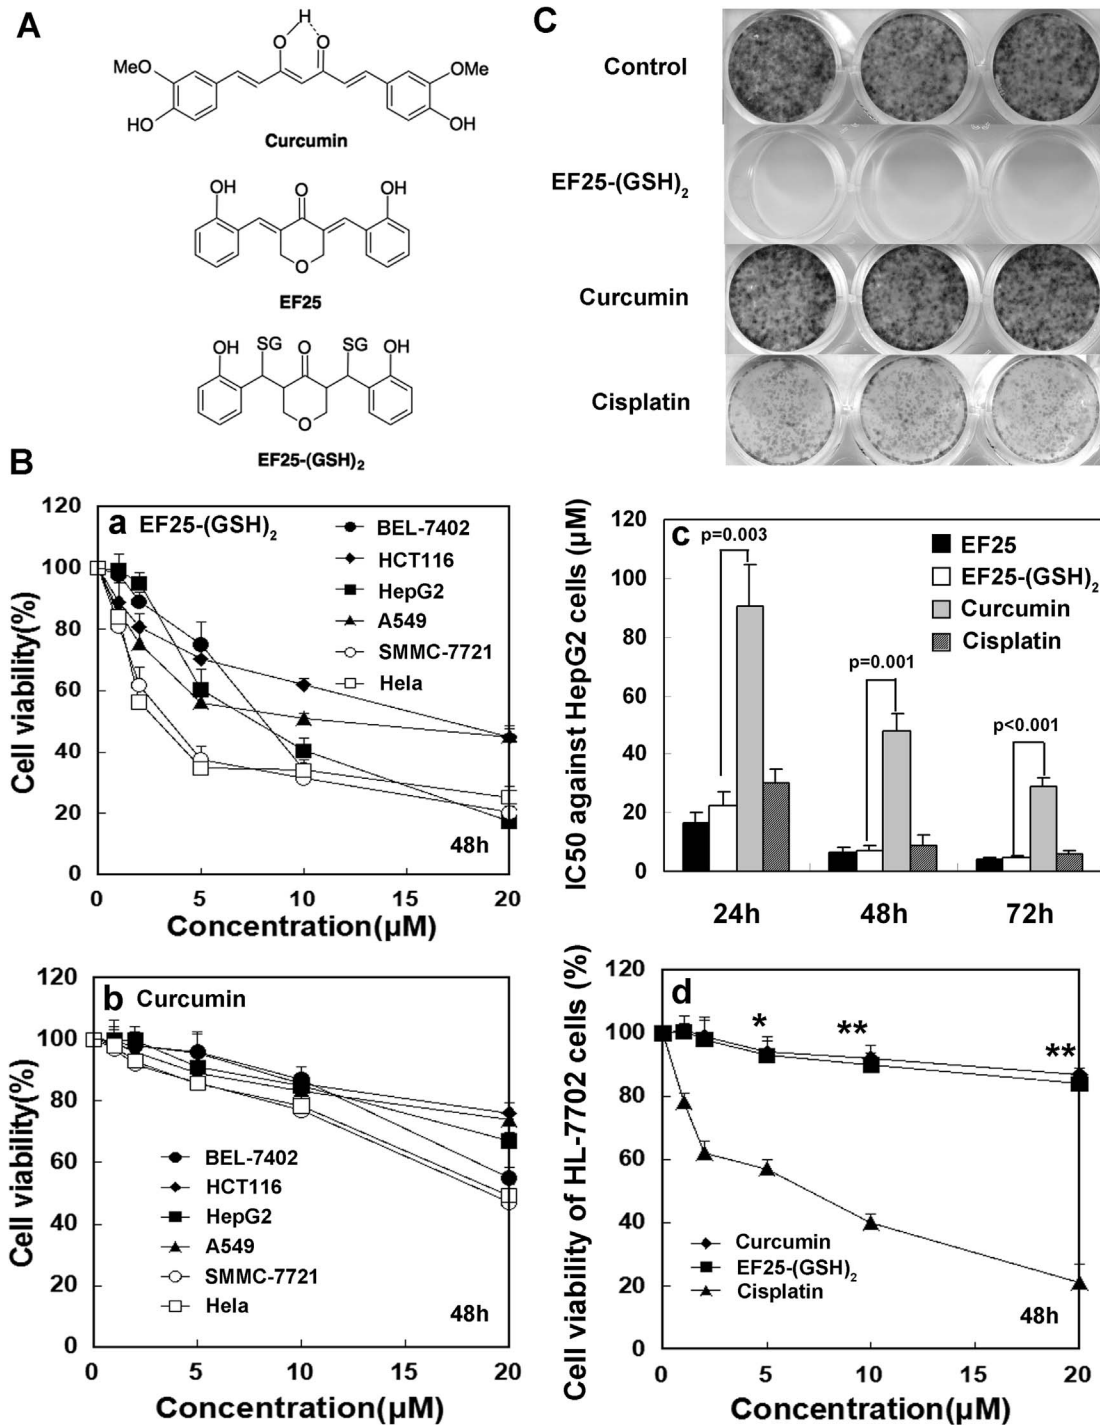 A
H
O O
MeO OMe
HO OH
Curcumin
OH O OH
O
EF25
OH SG O SG OH
O
EF25-(GSH)2
C
Control
EF25-(GSH)2
Curcumin
Cisplatin
B
a EF25-(GSH)2
BEL-7402
HCT116
HepG2
A549
SMMC-7721
Hela
48h
Cell viability(%)
120
100
80
60
40
20
0
0 5 10 15 20
Concentration(µM)
b Curcumin
BEL-7402
HCT116
HepG2
A549
SMMC-7721
Hela
48h
Cell viability(%)
120
100
80
60
40
20
0
0 5 10 15 20
Concentration(µM)
c
p=0.003
p=0.001
p<0.001
EF25
EF25-(GSH)2
Curcumin
Cisplatin
IC50 against HepG2 cells (µM)
120
100
80
60
40
20
0
24h 48h 72h
d
* ** **
Curcumin
EF25-(GSH)2
Cisplatin
48h
Cell viability of HL-7702 cells (%)
120
100
80
60
40
20
0
0 5 10 15 20
Concentration(µM)